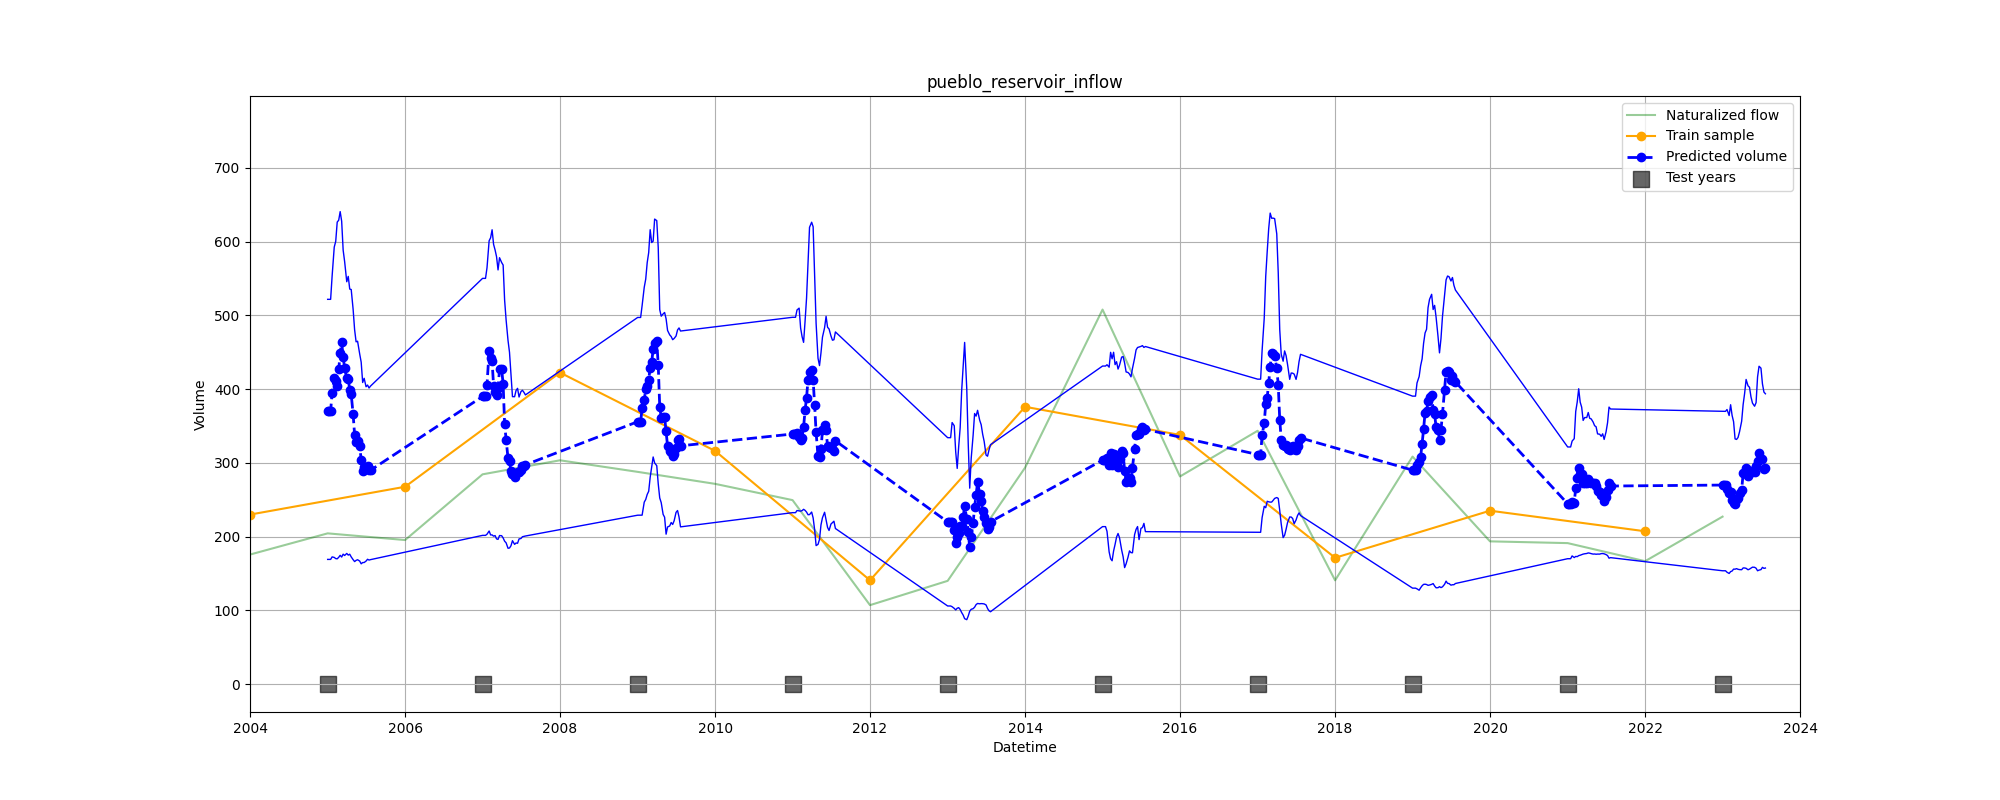 pueblo_reservoir_inflow
Naturalized flow
Train sample
Predicted volume
Test years
Volume
700
600
500
400
300
200
100
0
2004 2006 2008 2010 2012 2014 2016 2018 2020 2022 2024
Datetime